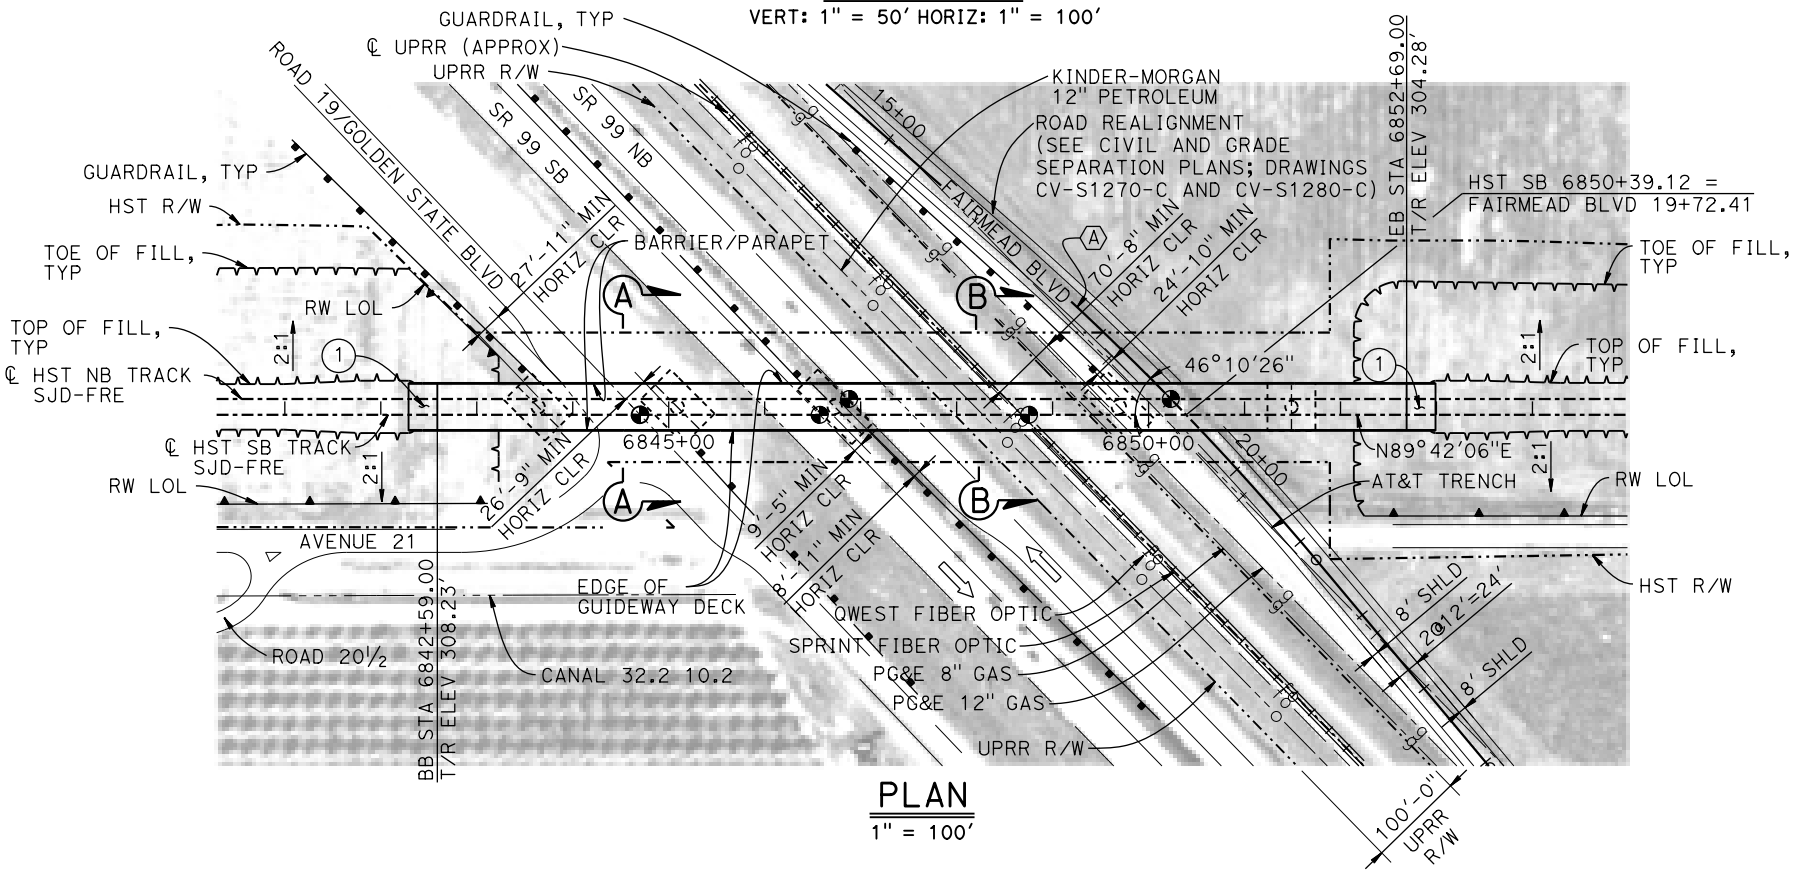 VERT: 1" = 50' HORIZ: 1" = 100'
GUARDRAIL, TYP
℄ UPRR (APPROX)
UPRR R/W
ROAD 19/GOLDEN STATE BLVD
SR 99 SB
SR 99 NB
15+00
KINDER-MORGAN
12" PETROLEUM
ROAD REALIGNMENT
(SEE CIVIL AND GRADE
SEPARATION PLANS; DRAWINGS
CV-S1270-C AND CV-S1280-C)
EB STA 6852+69.00
T/R ELEV 304.28'
HST SB 6850+39.12 =
FAIRMEAD BLVD 19+72.41
GUARDRAIL, TYP
HST R/W
TOE OF FILL,
TYP
RW LOL
TOP OF FILL,
TYP
2:1
1
℄ HST NB TRACK
SJD-FRE
℄ HST SB TRACK
SJD-FRE
2:1
RW LOL
27'-11" MIN
HORIZ CLR
BARRIER/PARAPET
A
B
FAIRMEAD BLVD
A
70'-8" MIN
HORIZ CLR
24'-10" MIN
HORIZ CLR
46°10'26"
TOE OF FILL,
TYP
TOP OF FILL,
TYP
2:1
1
6845+00
6850+00
20+00
N89°42'06"E
2:1
AT&T TRENCH
RW LOL
HST R/W
26'-9" MIN
HORIZ CLR
A
B
9'-5" MIN
HORIZ CLR
8'-11" MIN
HORIZ CLR
AVENUE 21
EDGE OF
GUIDEWAY DECK
ROAD 20½
BB STA 6842+59.00
T/R ELEV 308.23'
CANAL 32.2 10.2
QWEST FIBER OPTIC
SPRINT FIBER OPTIC
PG&E 8" GAS
PG&E 12" GAS
UPRR R/W
8' SHLD
2@12'=24'
8' SHLD
100'-0"
UPRR
R/W
PLAN
1" = 100'